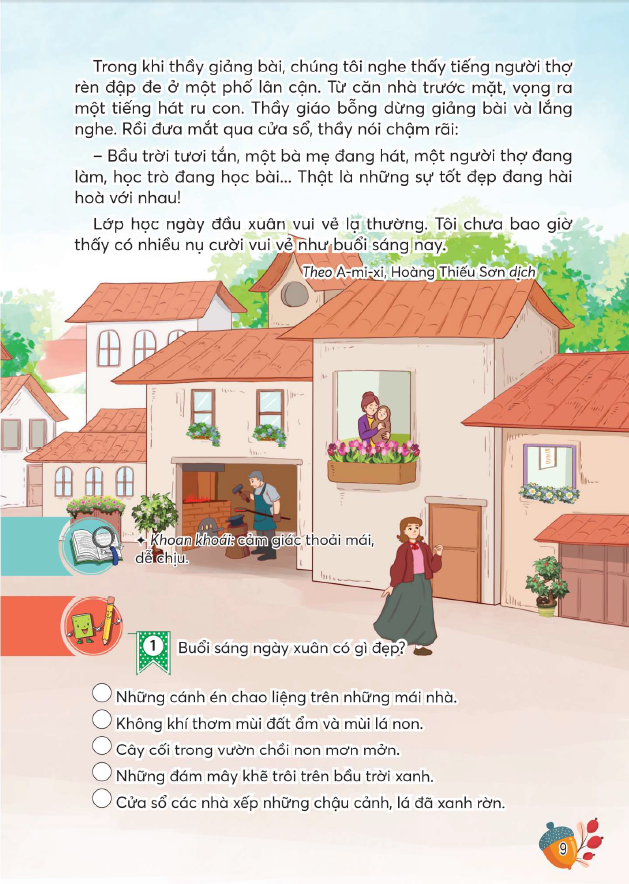 Trong khi thầy giảng bài, chúng tôi nghe thấy tiếng người thợ
rèn đập đe ở một phố lân cận. Từ căn nhà trước mặt, vọng ra
một tiếng hát ru con. Thầy giáo bỗng dừng giảng bài và lắng
nghe. Rồi đưa mắt qua cửa sổ, thầy nói chậm rãi:
– Bầu trời tươi tắn, một bà mẹ đang hát, một người thợ đang
làm, học trò đang học bài... Thật là những sự tốt đẹp đang hài
hoà với nhau!
Lớp học ngày đầu xuân vui vẻ lạ thường. Tôi chưa bao giờ
thấy có nhiều nụ cười vui vẻ như buổi sáng nay.
Theo A-mi-xi, Hoàng Thiếu Sơn dịch
✦ Khoan khoái: cảm giác thoải mái,
dễ chịu.
1 Buổi sáng ngày xuân có gì đẹp?
Những cánh én chao liệng trên những mái nhà.
Không khí thơm mùi đất ẩm và mùi lá non.
Cây cối trong vườn chồi non mơn mởn.
Những đám mây khẽ trôi trên bầu trời xanh.
Cửa sổ các nhà xếp những chậu cảnh, lá đã xanh rờn.
9